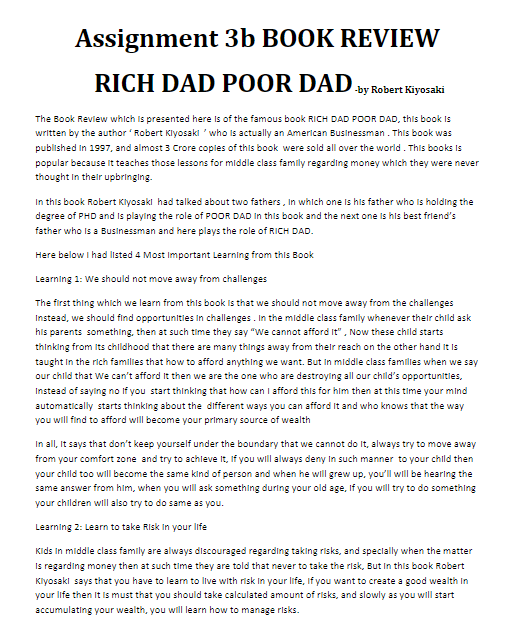 Assignment 3b BOOK REVIEW
RICH DAD POOR DAD -by Robert Kiyosaki
The Book Review which is presented here is of the famous book RICH DAD POOR DAD, this book is
written by the author ‘ Robert Kiyosaki ’ who is actually an American Businessman . This book was
published in 1997, and almost 3 Crore copies of this book were sold all over the world . This books is
popular because it teaches those lessons for middle class family regarding money which they were never
thought in their upbringing.
In this book Robert Kiyosaki had talked about two fathers , in which one is his father who is holding the
degree of PHD and is playing the role of POOR DAD in this book and the next one is his best friend’s
father who is a Businessman and here plays the role of RICH DAD.
Here below I had listed 4 Most Important Learning from this Book
Learning 1: We should not move away from challenges
The first thing which we learn from this book is that we should not move away from the challenges
instead, we should find opportunities in challenges . In the middle class family whenever their child ask
his parents something, then at such time they say “We cannot afford it” , Now these child starts
thinking from its childhood that there are many things away from their reach on the other hand it is
taught in the rich families that how to afford anything we want. But in middle class families when we say
our child that We can’t afford it then we are the one who are destroying all our child’s opportunities,
instead of saying no if you start thinking that how can I afford this for him then at this time your mind
automatically starts thinking about the different ways you can afford it and who knows that the way
you will find to afford will become your primary source of wealth
In all, it says that don’t keep yourself under the boundary that we cannot do it, always try to move away
from your comfort zone and try to achieve it, if you will always deny in such manner to your child then
your child too will become the same kind of person and when he will grew up, you’ll will be hearing the
same answer from him, when you will ask something during your old age, if you will try to do something
your children will also try to do same as you.
Learning 2: Learn to take Risk in your life
Kids in middle class family are always discouraged regarding taking risks, and specially when the matter
is regarding money then at such time they are told that never to take the risk, But in this book Robert
Kiyosaki says that you have to learn to live with risk in your life, if you want to create a good wealth in
your life then it is must that you should take calculated amount of risks, and slowly as you will start
accumulating your wealth, you will learn how to manage risks.